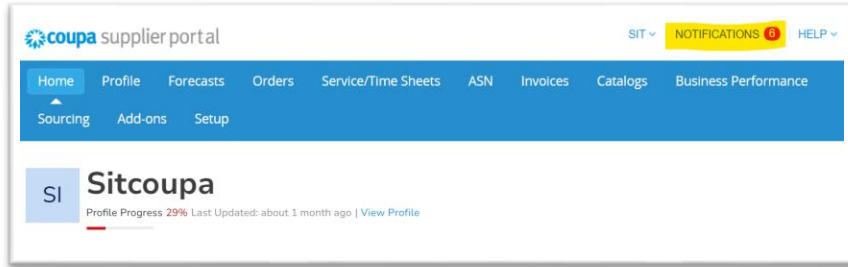 coupa supplier portal SIT NOTIFICATIONS 6 HELP
Home Profile Forecasts Orders Service/Time Sheets ASN Invoices Catalogs Business Performance
Sourcing Add-ons Setup
SI Sitcoupa
Profile Progress 29% Last Updated: about 1 month ago | View Profile